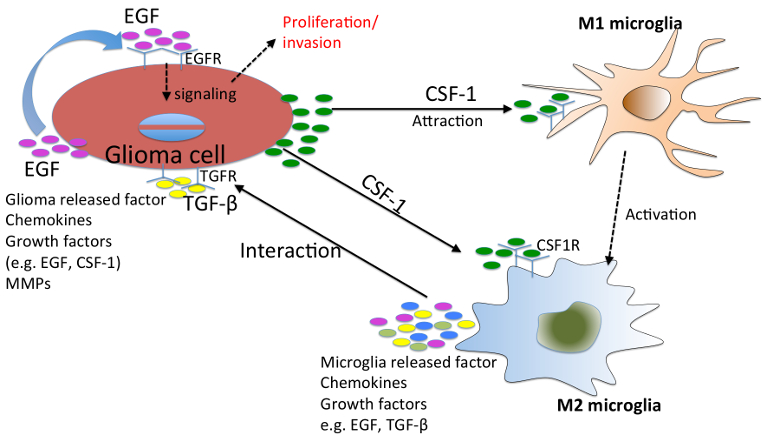 EGF
Proliferation/
invasion
M1 microglia
EGFR
signaling
CSF-1
Attraction
Glioma cell
EGF
TGFR
TGF-β
CSF-1
Glioma released factor
Chemokines
Growth factors
(e.g. EGF, CSF-1)
MMPs
Interaction
Activation
CSF1R
Microglia released factor
Chemokines
Growth factors
e.g. EGF, TGF-β
M2 microglia